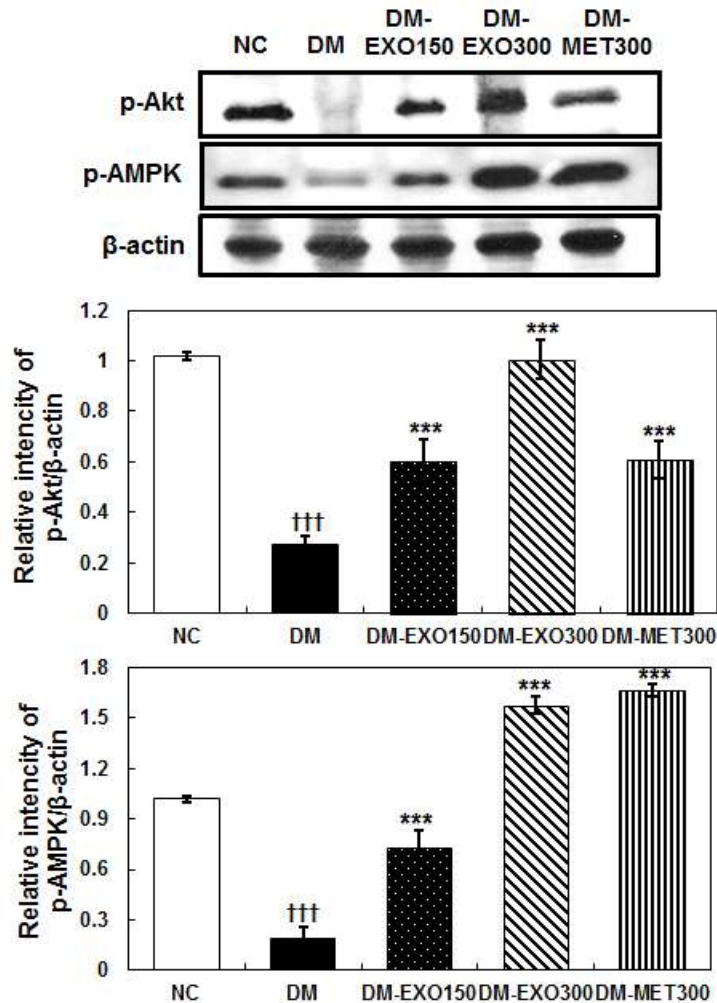 NC DM DM-EXO150 DM-EXO300 DM-MET300
p-Akt
p-AMPK
β-actin
Relative intencity of
p-Akt/β-actin
1.2
1
0.8
0.6
0.4
0.2
0
†††
***
***
***
NC DM DM-EXO150 DM-EXO300 DM-MET300
Relative intencity of
p-AMPK/β-actin
1.8
1.5
1.2
0.9
0.6
0.3
0
†††
***
***
***
NC DM DM-EXO150 DM-EXO300 DM-MET300